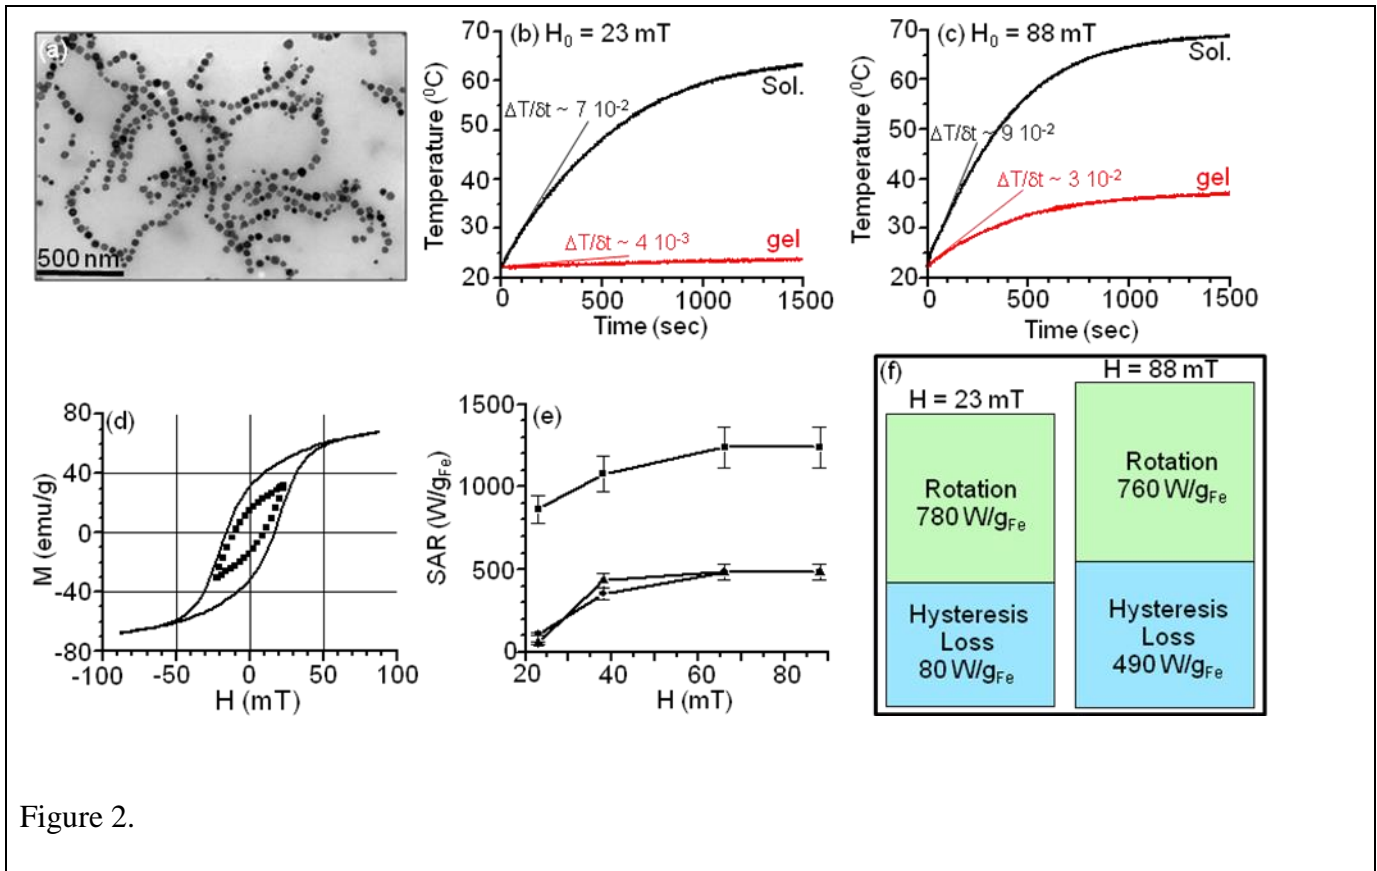 (a)
500 nm
(b) H₀ = 23 mT
Temperature (⁰C)
70
60
50
40
30
20
Sol.
ΔT/δt ~ 7 10⁻²
gel
ΔT/δt ~ 4 10⁻³
0 500 1000 1500
Time (sec)
(c) H₀ = 88 mT
Temperature (⁰C)
70
60
50
40
30
20
Sol.
ΔT/δt ~ 9 10⁻²
ΔT/δt ~ 3 10⁻²
gel
0 500 1000 1500
Time (sec)
(d)
M (emu/g)
80
40
0
-40
-80
-100 -50 0 50 100
H (mT)
(e)
SAR (W/g_Fe)
1500
1000
500
0
20 40 60 80
H (mT)
(f)
H = 23 mT
Rotation
780 W/g_Fe
Hysteresis
Loss
80 W/g_Fe
H = 88 mT
Rotation
760 W/g_Fe
Hysteresis
Loss
490 W/g_Fe
Figure 2.